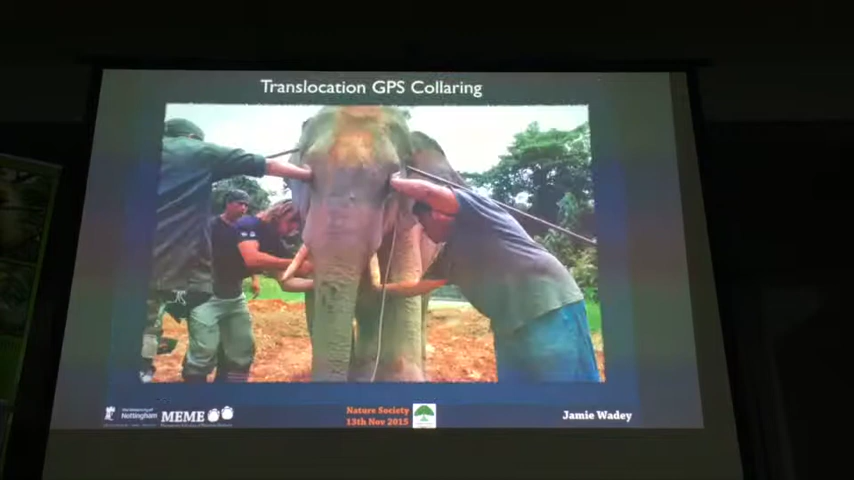 Translocation GPS Collaring
Nottingham
MEME
Nature Society
13th Nov 2015
Jamie Wadey